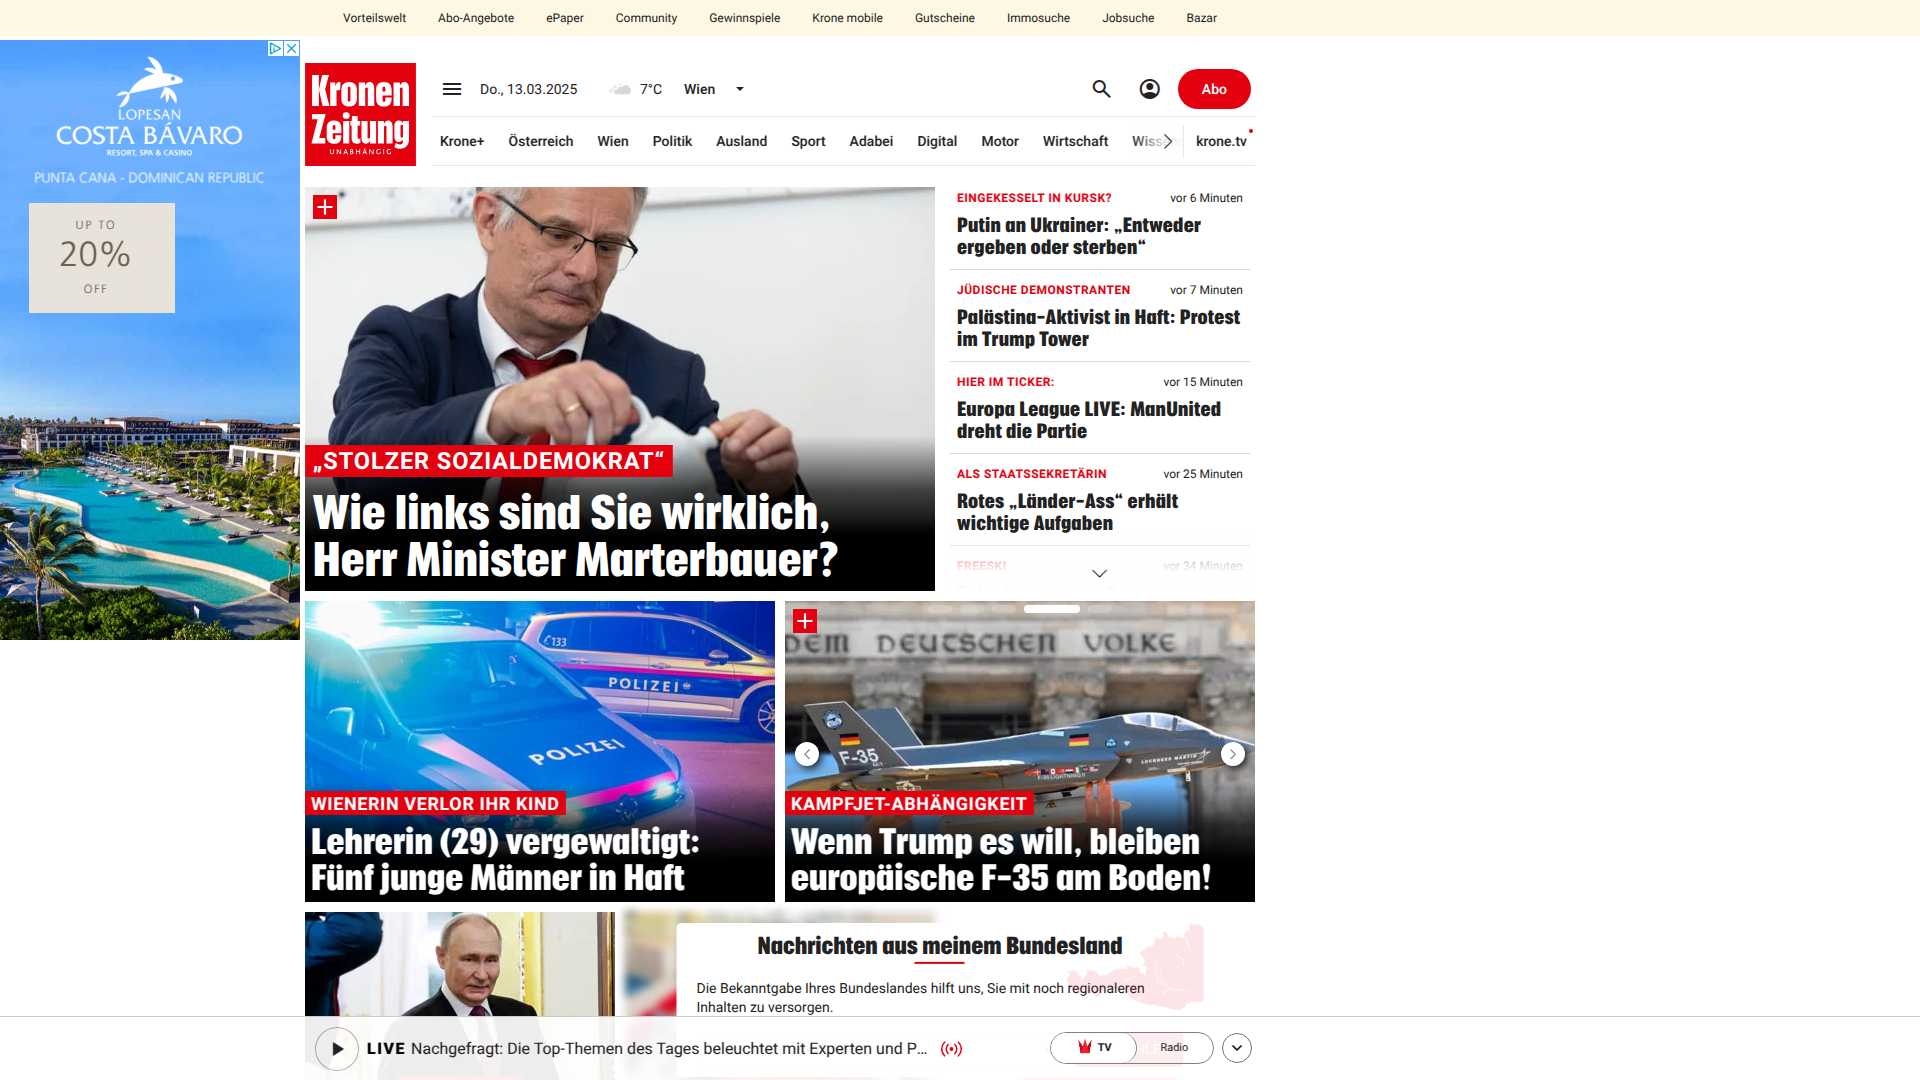 Vorteilswelt Abo-Angebote ePaper Community Gewinnspiele Krone mobile Gutscheine Immosuche Jobsuche Bazar
LOPESAN
COSTA BÁVARO
RESORT, SPA & CASINO
PUNTA CANA - DOMINICAN REPUBLIC
UP TO
20%
OFF
Kronen
Zeitung
UNABHÄNGIG
Do., 13.03.2025 7°C Wien
Abo
Krone+ Österreich Wien Politik Ausland Sport Adabei Digital Motor Wirtschaft Wiss krone.tv
„STOLZER SOZIALDEMOKRAT“
Wie links sind Sie wirklich,
Herr Minister Marterbauer?
EINGEKESSELT IN KURSK? vor 6 Minuten
Putin an Ukrainer: „Entweder
ergeben oder sterben“
JÜDISCHE DEMONSTRANTEN vor 7 Minuten
Palästina-Aktivist in Haft: Protest
im Trump Tower
HIER IM TICKER: vor 15 Minuten
Europa League LIVE: ManUnited
dreht die Partie
ALS STAATSSEKRETÄRIN vor 25 Minuten
Rotes „Länder-Ass“ erhält
wichtige Aufgaben
FREESKI vor 34 Minuten
133
POLIZEI
POLIZEI
WIENERIN VERLOR IHR KIND
Lehrerin (29) vergewaltigt:
Fünf junge Männer in Haft
DEM DEUTSCHEN VOLKE
F-35
LOCKHEED MARTIN
KAMPFJET-ABHÄNGIGKEIT
Wenn Trump es will, bleiben
europäische F-35 am Boden!
Nachrichten aus meinem Bundesland
Die Bekanntgabe Ihres Bundeslandes hilft uns, Sie mit noch regionaleren
Inhalten zu versorgen.
LIVE Nachgefragt: Die Top-Themen des Tages beleuchtet mit Experten und P...
TV Radio